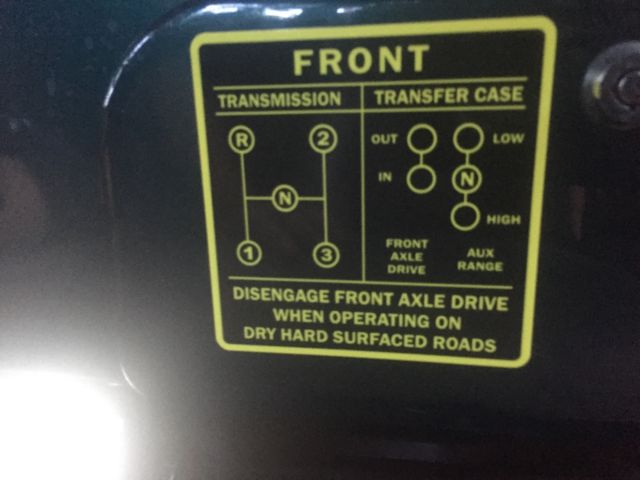 FRONT
TRANSMISSION
TRANSFER CASE
R 2
N
1 3
OUT LOW
IN N
HIGH
FRONT
AXLE
DRIVE
AUX
RANGE
DISENGAGE FRONT AXLE DRIVE
WHEN OPERATING ON
DRY HARD SURFACED ROADS